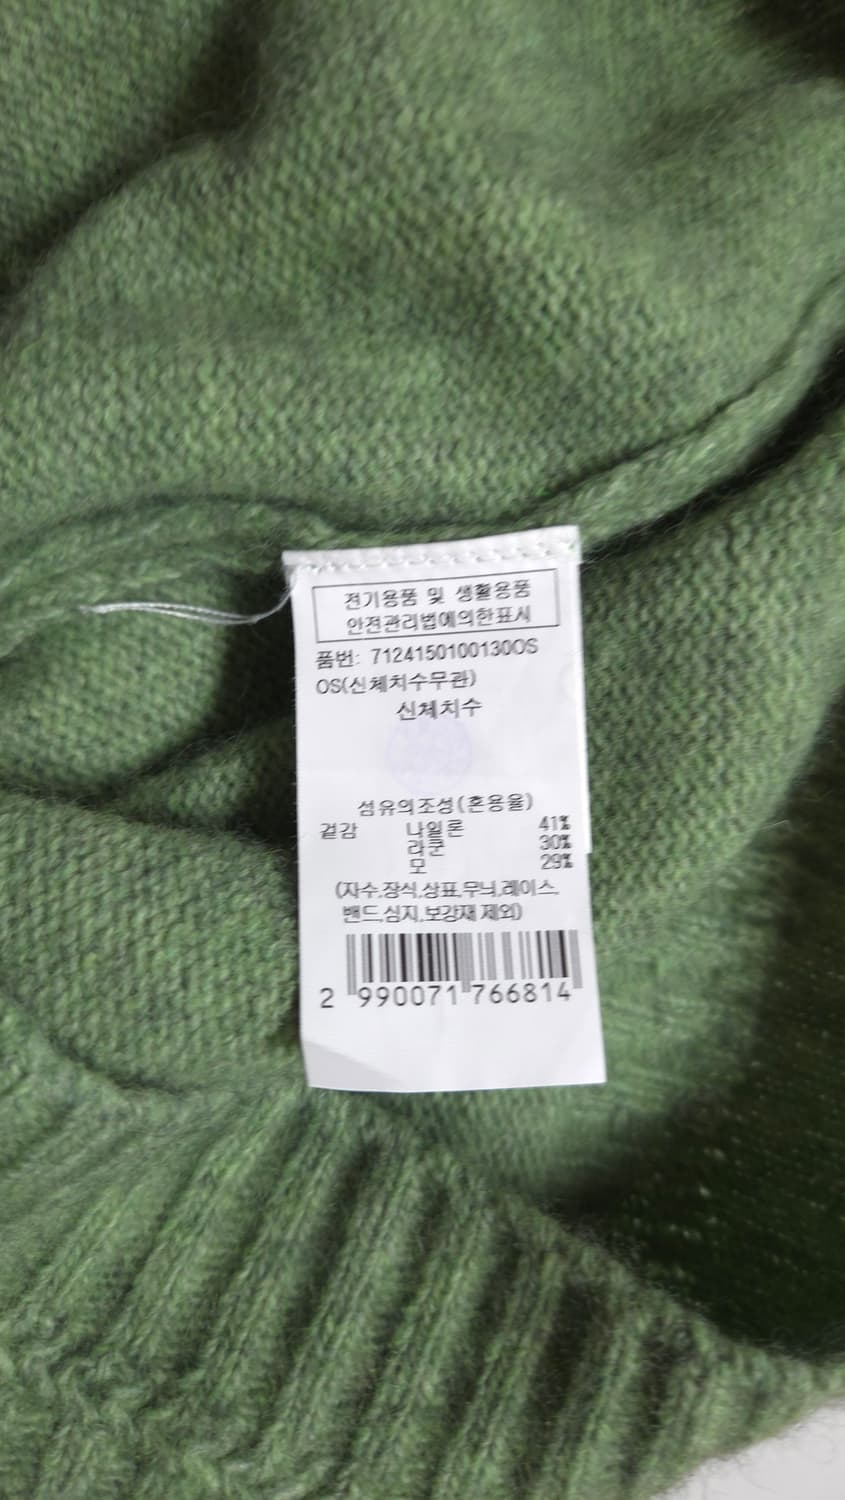 전기용품 및 생활용품
안전관리법에의한표시
품번: 7124150100130OS
OS(신체치수무관)
신체치수
섬유의조성(혼용율)
겉감 나일론 41%
라쿤 30%
모 29%
(자수,장식,상표,무늬,레이스,
밴드,심지,보강재 제외)
2 990071 766814